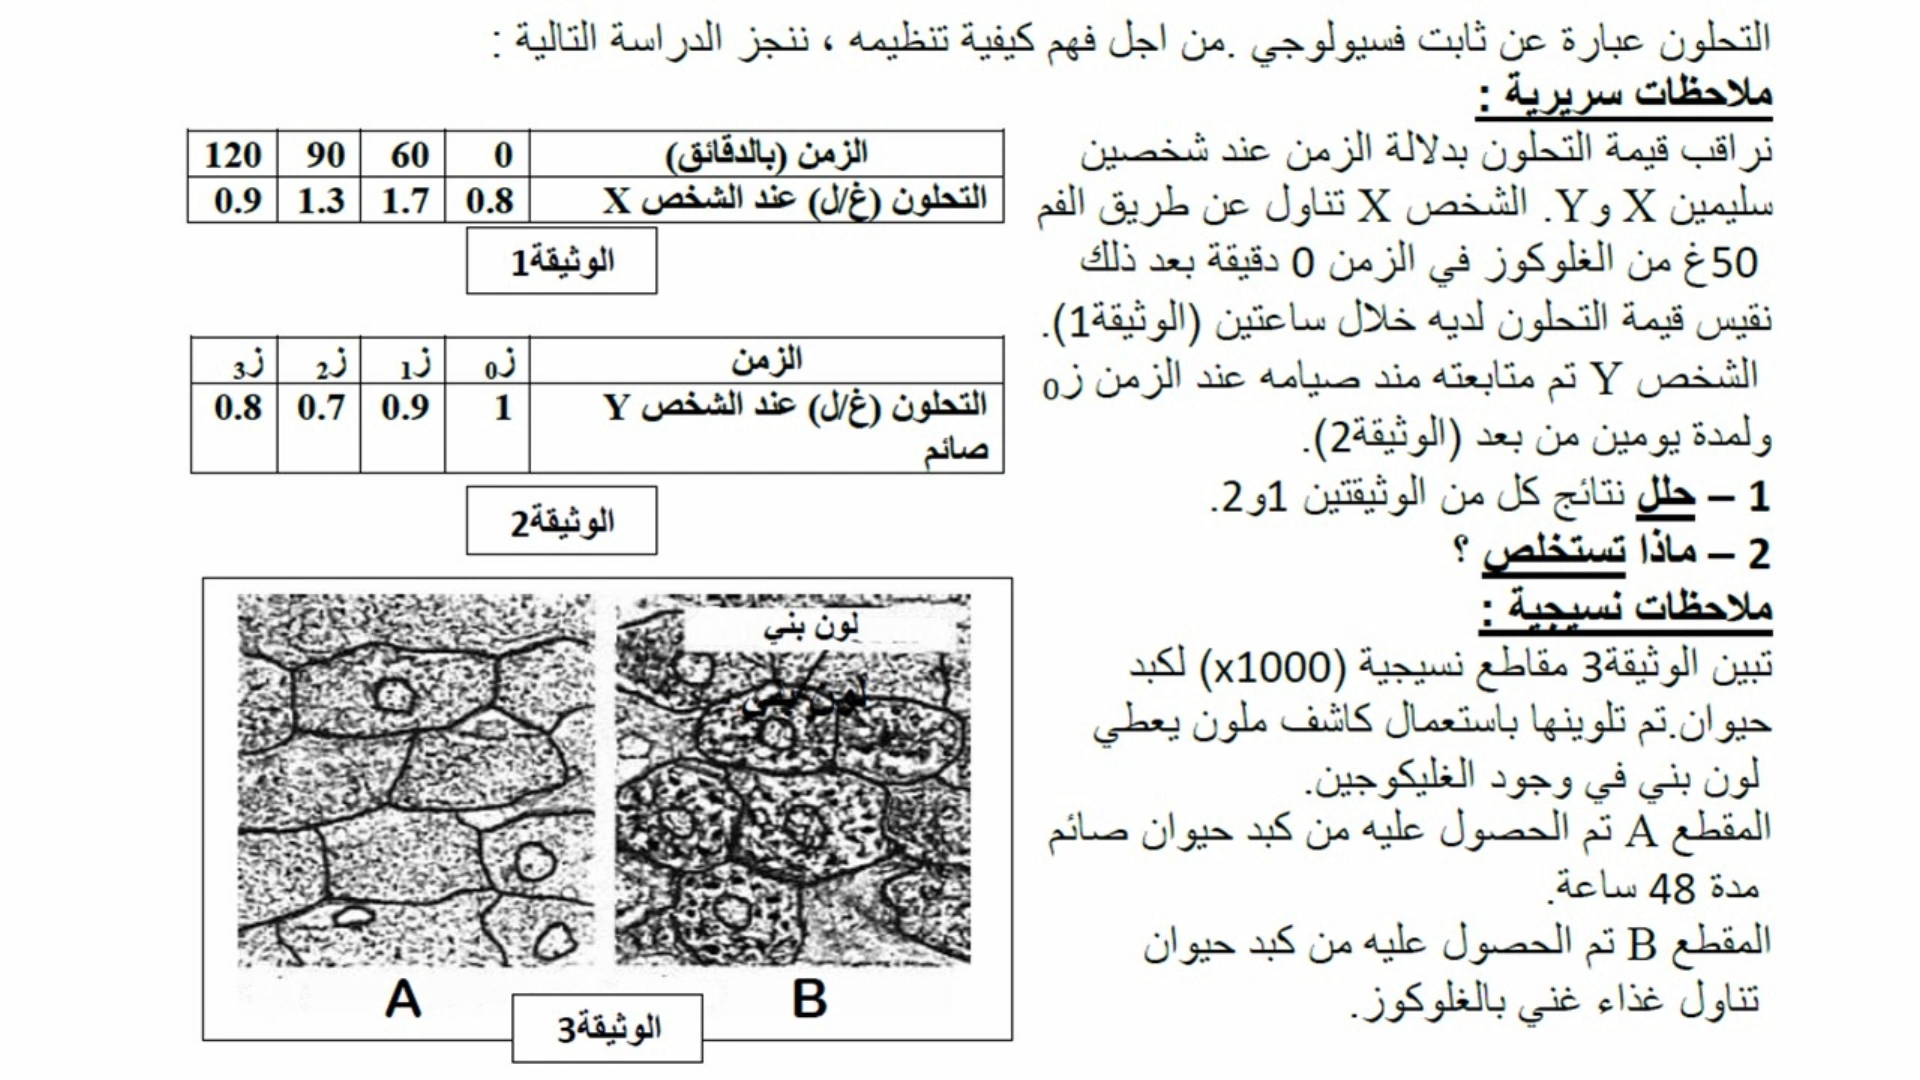 التحلون عبارة عن ثابت فسيولوجي .من اجل فهم كيفية تنظيمه ، ننجز الدراسة التالية :
ملاحظات سريرية :
نراقب قيمة التحلون بدلالة الزمن عند شخصين
سليمين X وY. الشخص X تناول عن طريق الفم
50غ من الغلوكوز في الزمن 0 دقيقة بعد ذلك
نقيس قيمة التحلون لديه خلال ساعتين (الوثيقة1).
الشخص Y تم متابعته مند صيامه عند الزمن ز0
ولمدة يومين من بعد (الوثيقة2).
1 – حلل نتائج كل من الوثيقتين 1و2.
2 – ماذا تستخلص ؟
ملاحظات نسيجية :
تبين الوثيقة3 مقاطع نسيجية (x1000) لكبد
حيوان.تم تلوينها باستعمال كاشف ملون يعطي
لون بني في وجود الغليكوجين.
المقطع A تم الحصول عليه من كبد حيوان صائم
مدة 48 ساعة.
المقطع B تم الحصول عليه من كبد حيوان
تناول غذاء غني بالغلوكوز.
الزمن (بالدقائق) 0 60 90 120
التحلون (غ/ل) عند الشخص X 0.8 1.7 1.3 0.9
الوثيقة1
الزمن ز0 ز1 ز2 ز3
التحلون (غ/ل) عند الشخص Y 1 0.9 0.7 0.8
صائم
الوثيقة2
لون بني
لون بني
A B
الوثيقة3